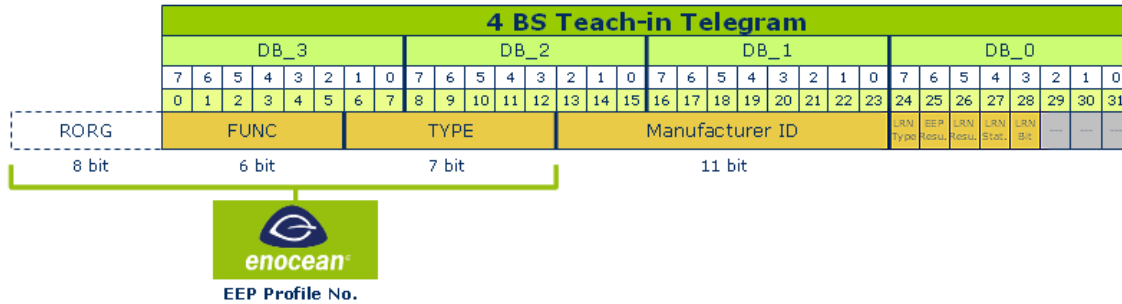 4 BS Teach-in Telegram
DB_3 DB_2 DB_1 DB_0
7 6 5 4 3 2 1 0 7 6 5 4 3 2 1 0 7 6 5 4 3 2 1 0 7 6 5 4 3 2 1 0
0 1 2 3 4 5 6 7 8 9 10 11 12 13 14 15 16 17 18 19 20 21 22 23 24 25 26 27 28 29 30 31
RORG FUNC TYPE Manufacturer ID LRN Type EEP Resu. LRN Resu. LRN Stat. LRN Bit --- --- ---
8 bit 6 bit 7 bit 11 bit
enocean
EEP Profile No.